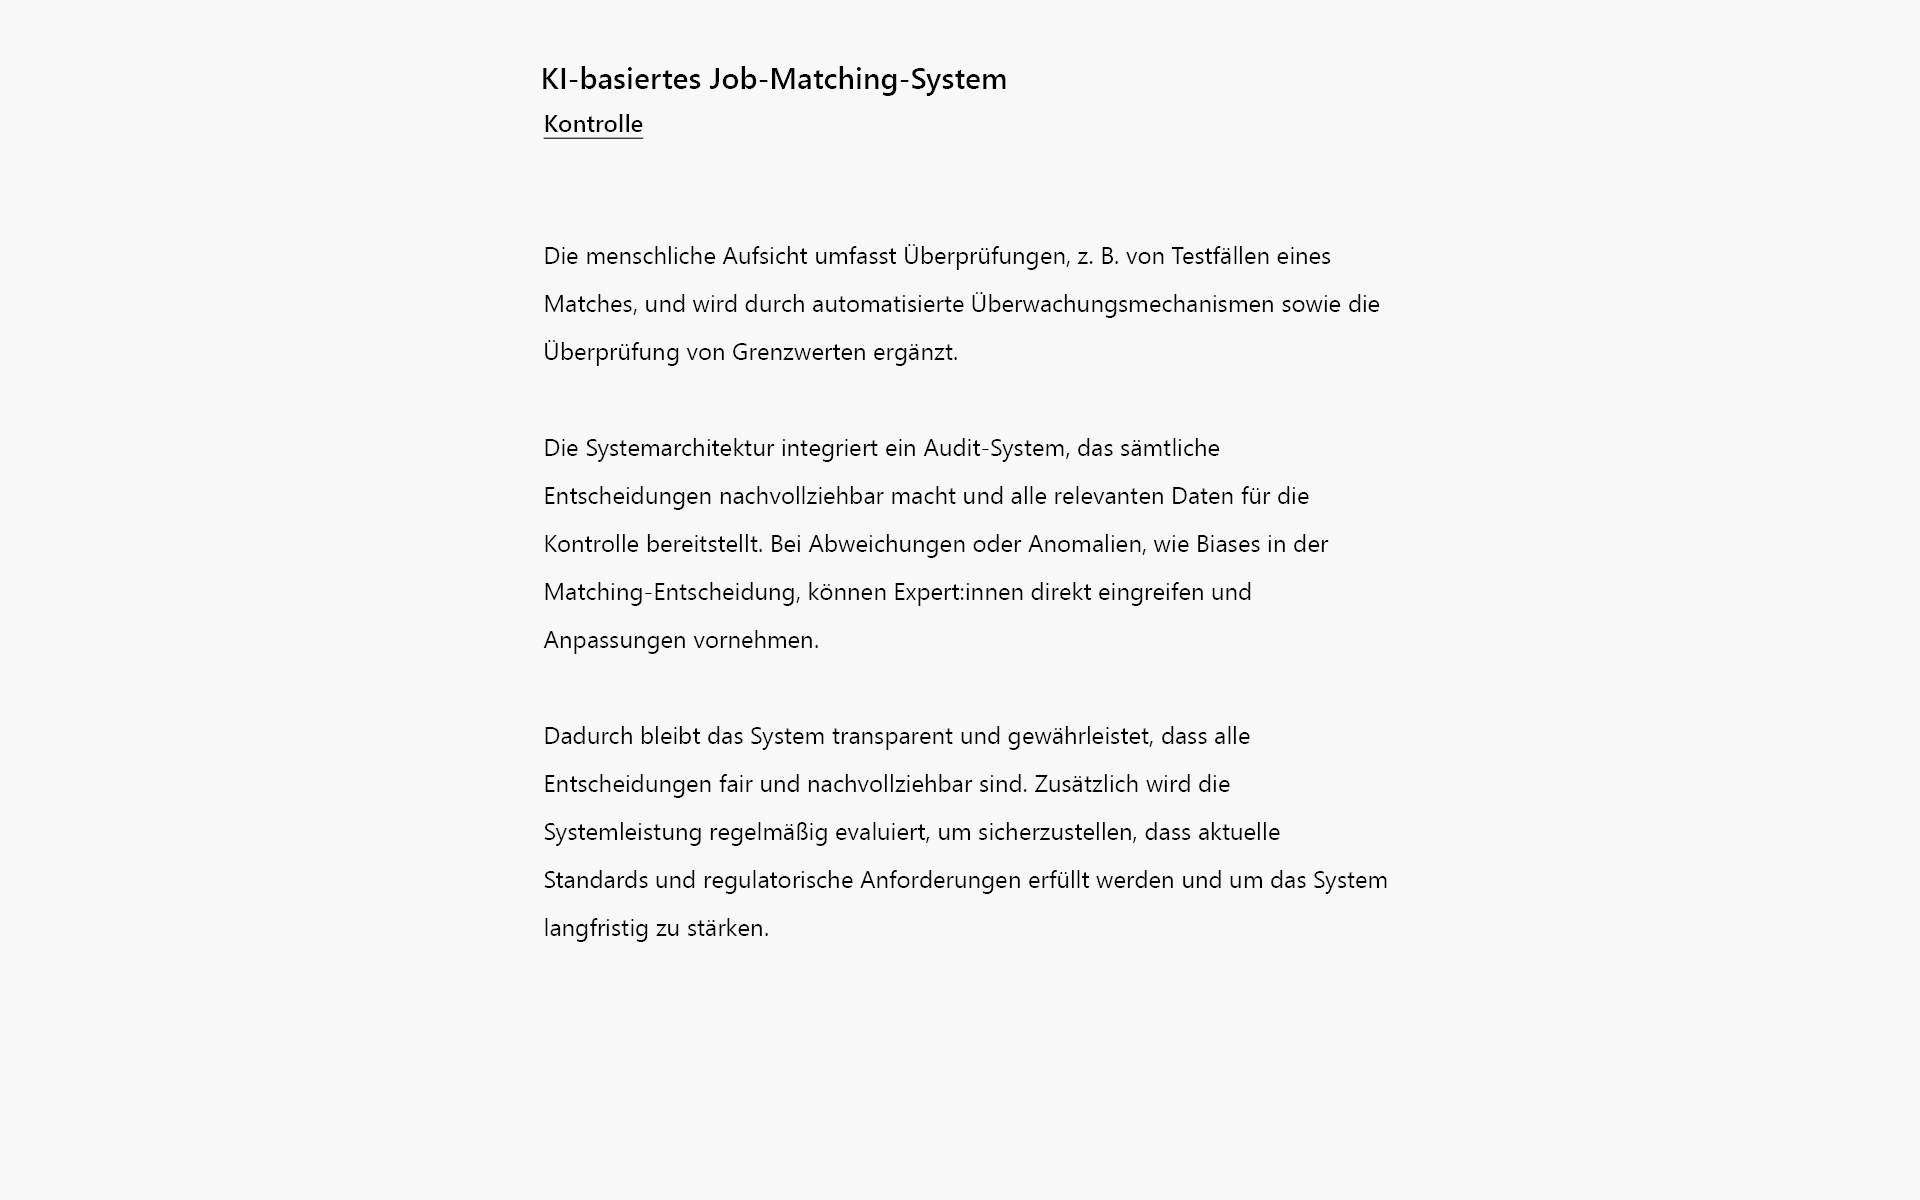 KI-basiertes Job-Matching-System
Kontrolle
Die menschliche Aufsicht umfasst Überprüfungen, z. B. von Testfällen eines
Matches, und wird durch automatisierte Überwachungsmechanismen sowie die
Überprüfung von Grenzwerten ergänzt.
Die Systemarchitektur integriert ein Audit-System, das sämtliche
Entscheidungen nachvollziehbar macht und alle relevanten Daten für die
Kontrolle bereitstellt. Bei Abweichungen oder Anomalien, wie Biases in der
Matching-Entscheidung, können Expert:innen direkt eingreifen und
Anpassungen vornehmen.
Dadurch bleibt das System transparent und gewährleistet, dass alle
Entscheidungen fair und nachvollziehbar sind. Zusätzlich wird die
Systemleistung regelmäßig evaluiert, um sicherzustellen, dass aktuelle
Standards und regulatorische Anforderungen erfüllt werden und um das System
langfristig zu stärken.